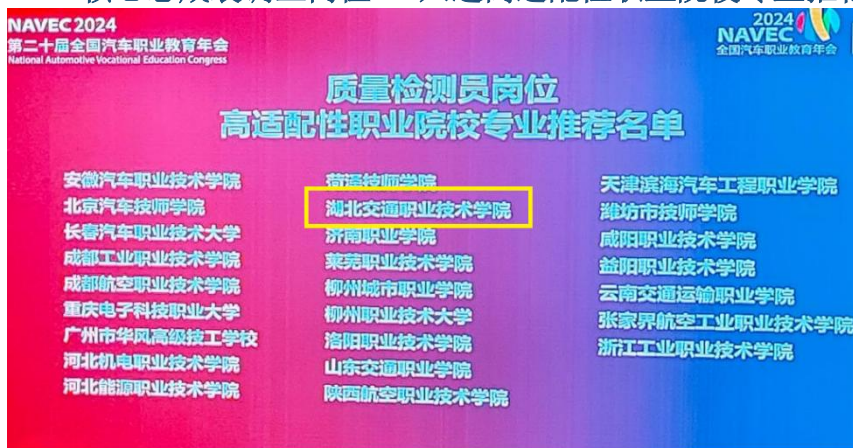 NAVEC 2024
第二十届全国汽车职业教育年会
National Automotive Vocational Education Congress
2024
NAVEC
全国汽车职业教育年会
质量检测员岗位
高适配性职业院校专业推荐名单
安徽汽车职业技术学院
北京汽车技师学院
长春汽车职业技术大学
成都工业职业技术学院
成都航空职业技术学院
重庆电子科技职业大学
广州市华风高级技工学校
河北机电职业技术学院
河北能源职业技术学院
菏泽技师学院
湖北交通职业技术学院
济南职业学院
莱芜职业技术学院
柳州城市职业学院
柳州职业技术大学
洛阳职业技术学院
山东交通职业学院
陕西航空职业技术学院
天津滨海汽车工程职业学院
潍坊市技师学院
咸阳职业技术学院
益阳职业技术学院
云南交通运输职业学院
张家界航空工业职业技术学院
浙江工业职业技术学院